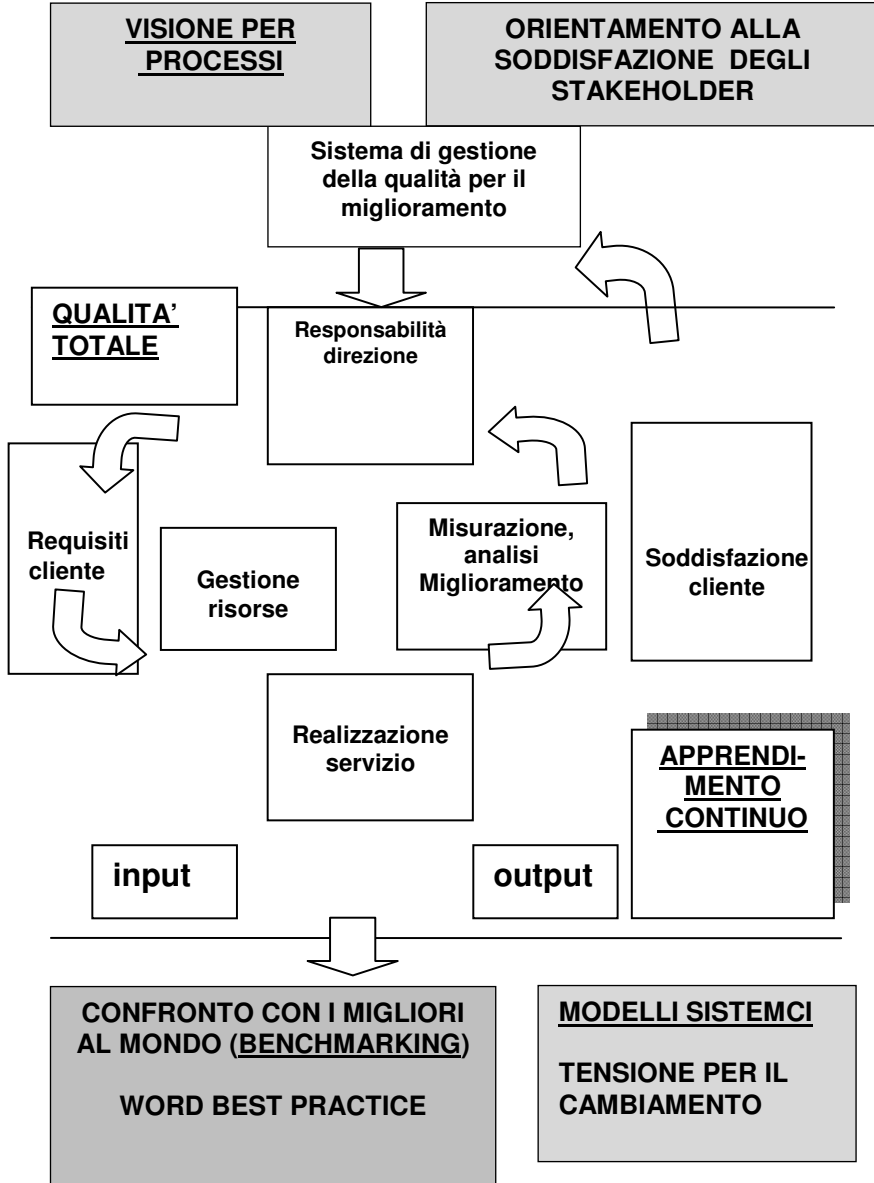 VISIONE PER
PROCESSI
ORIENTAMENTO ALLA
SODDISFAZIONE DEGLI
STAKEHOLDER
Sistema di gestione
della qualità per il
miglioramento
QUALITA'
TOTALE
Responsabilità
direzione
Requisiti
cliente
Gestione
risorse
Misurazione,
analisi
Miglioramento
Soddisfazione
cliente
Realizzazione
servizio
APPRENDI-
MENTO
CONTINUO
input
output
CONFRONTO CON I MIGLIORI
AL MONDO (BENCHMARKING)
WORD BEST PRACTICE
MODELLI SISTEMCI
TENSIONE PER IL
CAMBIAMENTO